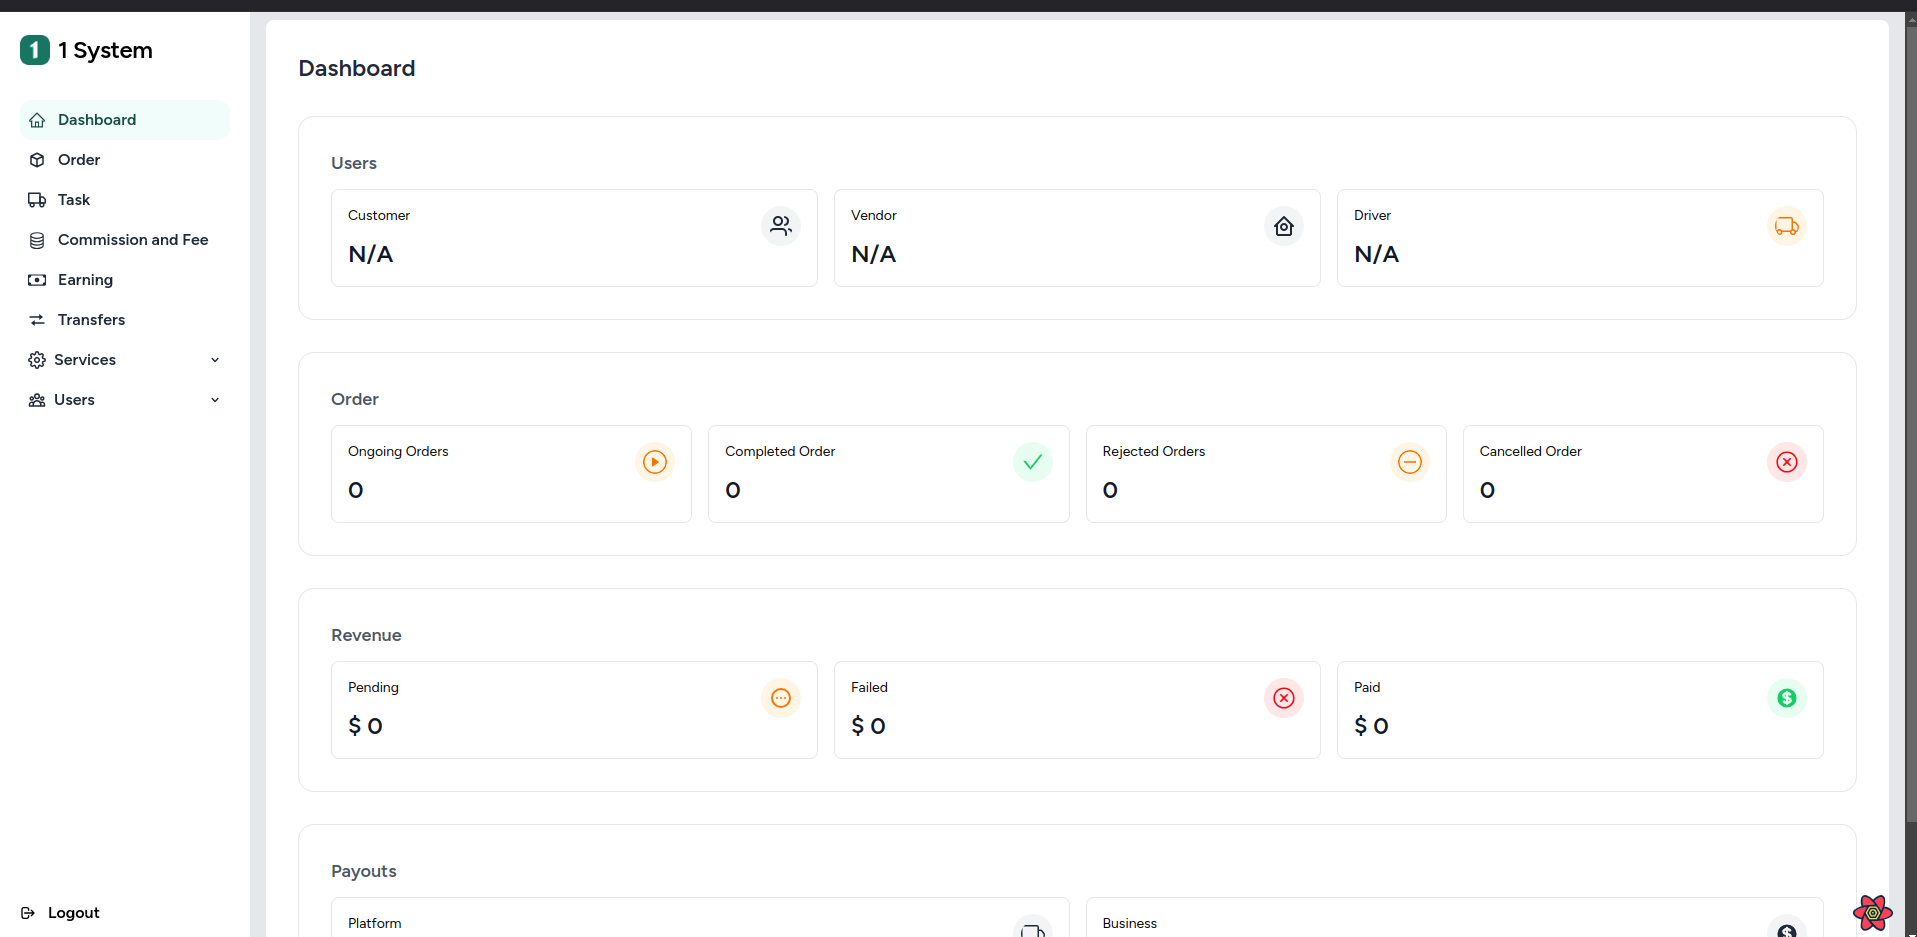 1 1 System
Dashboard
Order
Task
Commission and Fee
Earning
Transfers
Services
Users
Logout
Dashboard
Users
Customer
N/A
Vendor
N/A
Driver
N/A
Order
Ongoing Orders
0
Completed Order
0
Rejected Orders
0
Cancelled Order
0
Revenue
Pending
$ 0
Failed
$ 0
Paid
$ 0
Payouts
Platform
Business